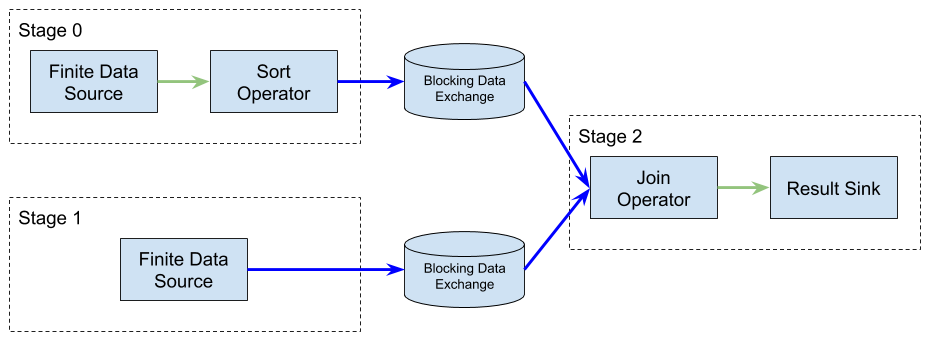 Stage 0
Finite Data
Source
Sort
Operator
Blocking Data
Exchange
Stage 2
Join
Operator
Result Sink
Stage 1
Finite Data
Source
Blocking Data
Exchange